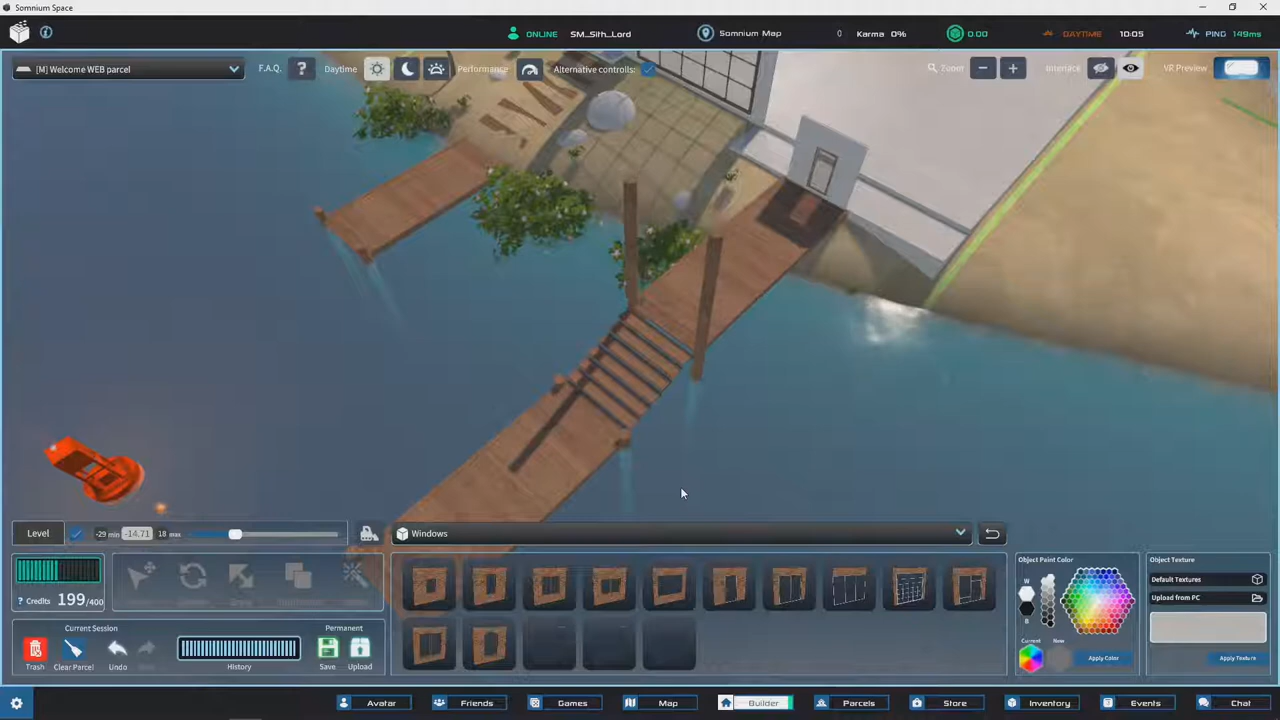 Somnium Space
ONLINE SM_Sith_Lord Somnium Map 0 Karma 0% 0.00 DAYTIME 10:05 PING 149ms
[M] Welcome WEB parcel F.A.Q. ? Daytime Performance Alternative controlls: Zoom Interface VR Preview
Level -29 min -14.71 18 max Windows
Object Paint Color Object Texture
W Default Textures
? Credits 199/400 Upload from PC
B
Current Session Permanent
Current
Trash Clear Parcel Undo History Save Upload Apply Color Apply Texture
Avatar Friends Games Map Builder Parcels Store Inventory Events Chat